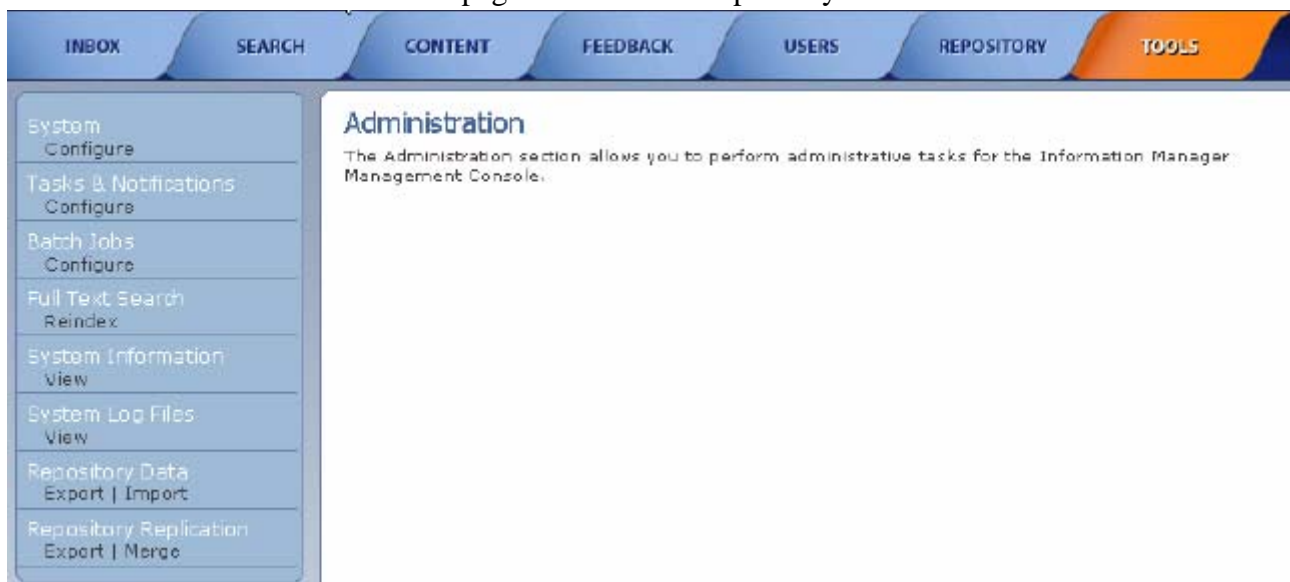 INBOX SEARCH CONTENT FEEDBACK USERS REPOSITORY TOOLS
System
Configure
Tasks & Notifications
Configure
Batch Jobs
Configure
Full Text Search
Reindex
System Information
View
System Log Files
View
Repository Data
Export | Import
Repository Replication
Export | Merge
Administration
The Administration section allows you to perform administrative tasks for the Information Manager
Management Console.